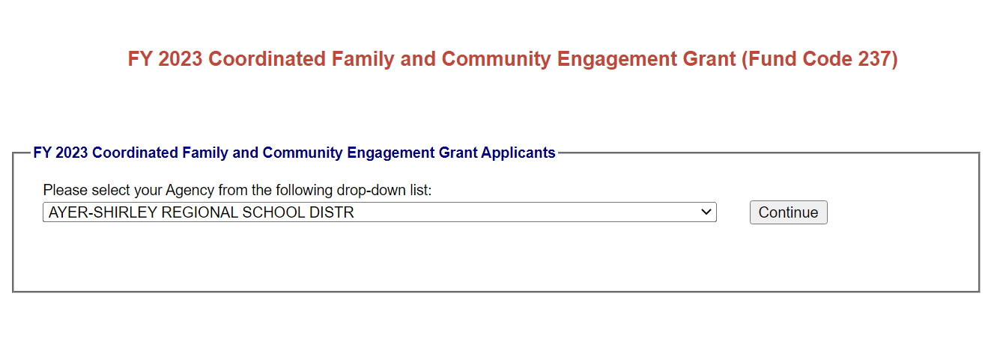 FY 2023 Coordinated Family and Community Engagement Grant (Fund Code 237)
FY 2023 Coordinated Family and Community Engagement Grant Applicants
Please select your Agency from the following drop-down list:
AYER-SHIRLEY REGIONAL SCHOOL DISTR
Continue